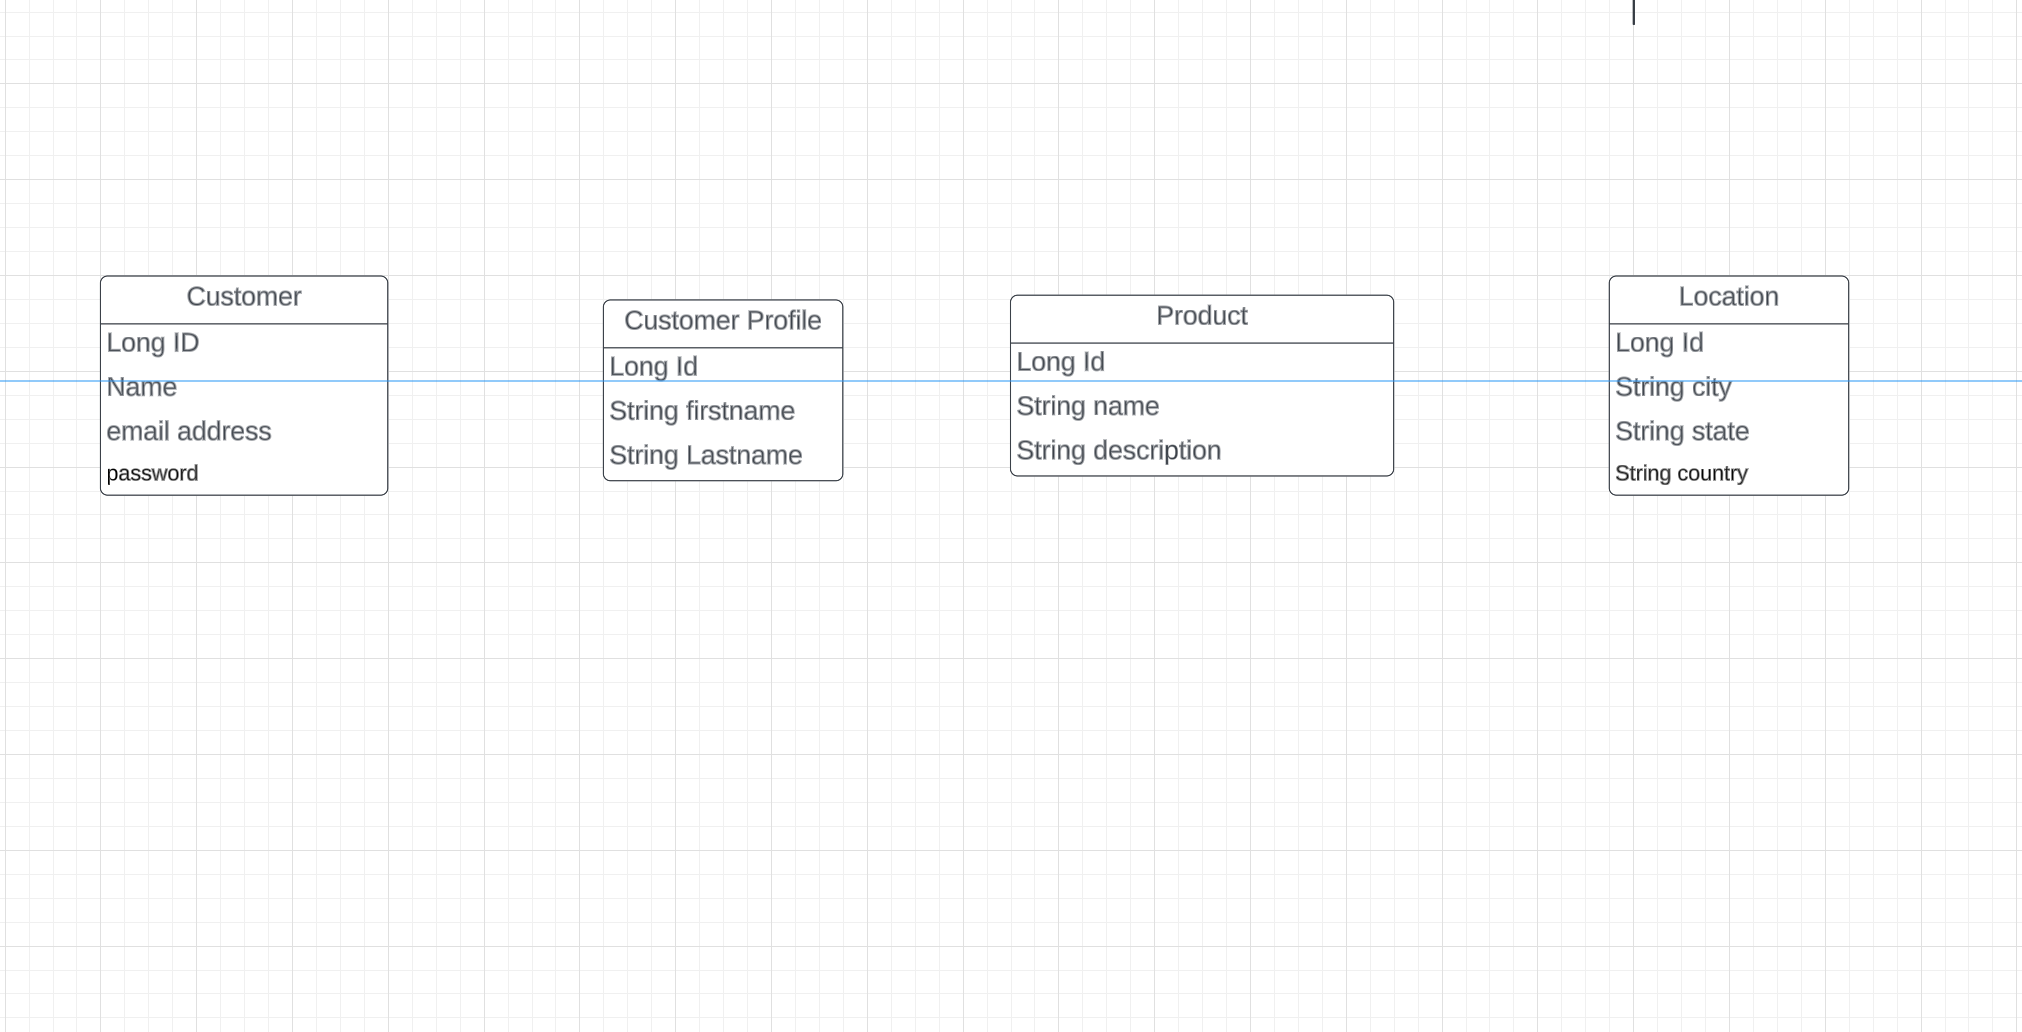 Customer
Long ID
Name
email address
password
Customer Profile
Long Id
String firstname
String Lastname
Product
Long Id
String name
String description
Location
Long Id
String city
String state
String country